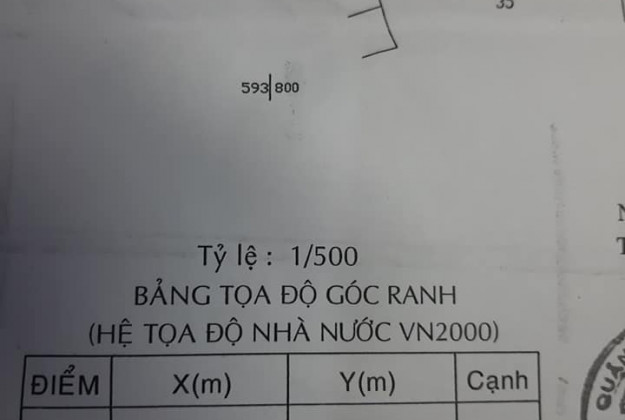 35
593 800
Tỷ lệ : 1/500
BẢNG TỌA ĐỘ GÓC RANH
(HỆ TỌA ĐỘ NHÀ NƯỚC VN2000)
ĐIỂM X(m) Y(m) Cạnh